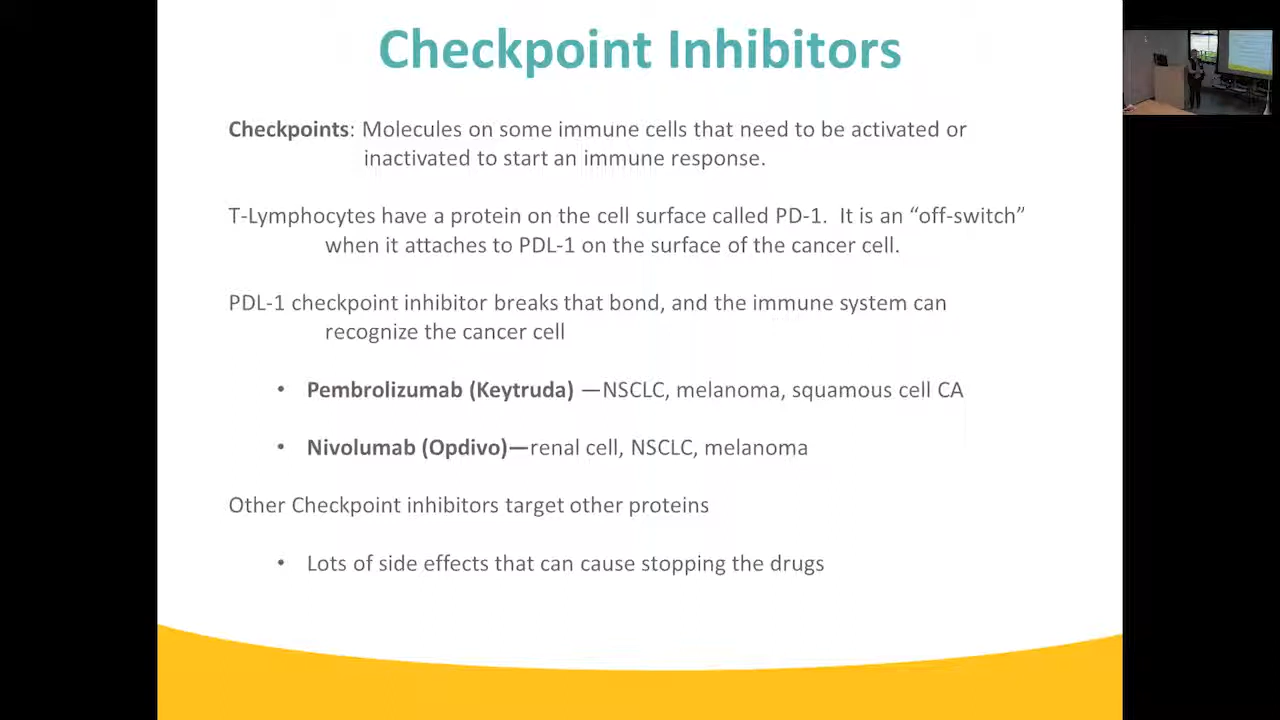 Checkpoint Inhibitors
Checkpoints: Molecules on some immune cells that need to be activated or
inactivated to start an immune response.
T-Lymphocytes have a protein on the cell surface called PD-1.  It is an “off-switch”
when it attaches to PDL-1 on the surface of the cancer cell.
PDL-1 checkpoint inhibitor breaks that bond, and the immune system can
recognize the cancer cell
• Pembrolizumab (Keytruda) —NSCLC, melanoma, squamous cell CA
• Nivolumab (Opdivo)—renal cell, NSCLC, melanoma
Other Checkpoint inhibitors target other proteins
• Lots of side effects that can cause stopping the drugs